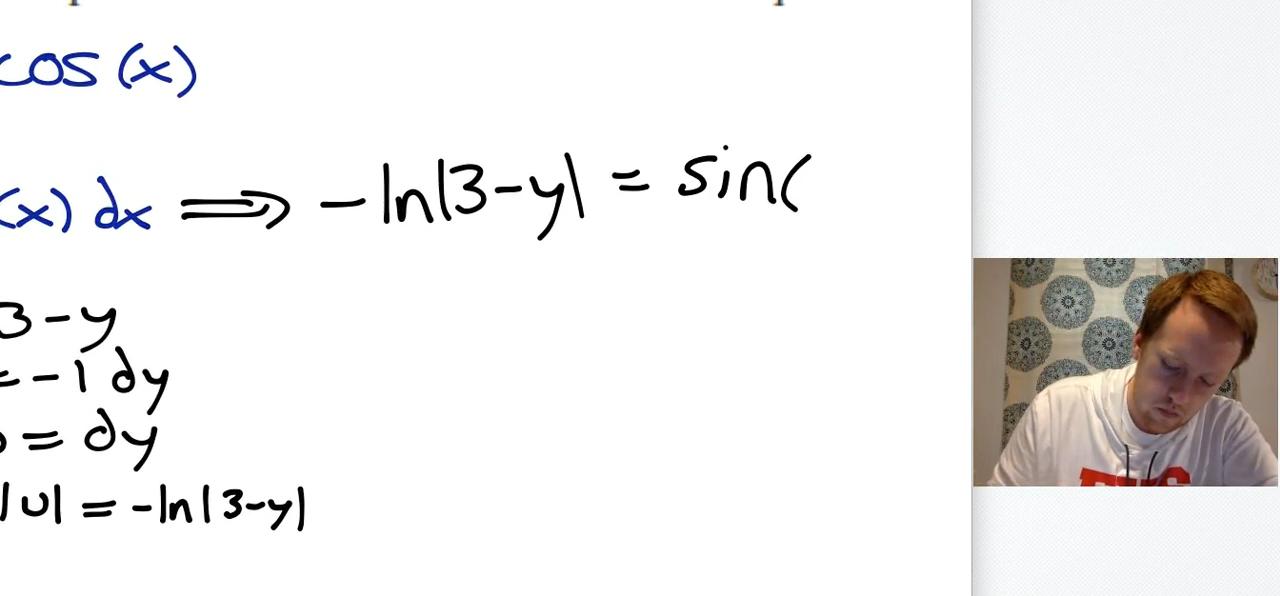 cos(x)
(x) dx ⟹ -ln|3-y| = sin(
3-y
= -1 dy
= dy
|u| = -ln|3-y|